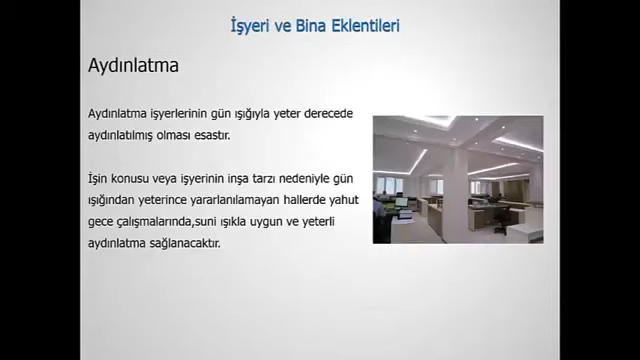 İşyeri ve Bina Eklentileri
Aydınlatma
Aydınlatma işyerlerinin gün ışığıyla yeter derecede
aydınlatılmış olması esastır.
İşin konusu veya işyerinin inşa tarzı nedeniyle gün
ışığından yeterince yararlanılamayan hallerde yahut
gece çalışmalarında,suni ışıkla uygun ve yeterli
aydınlatma sağlanacaktır.